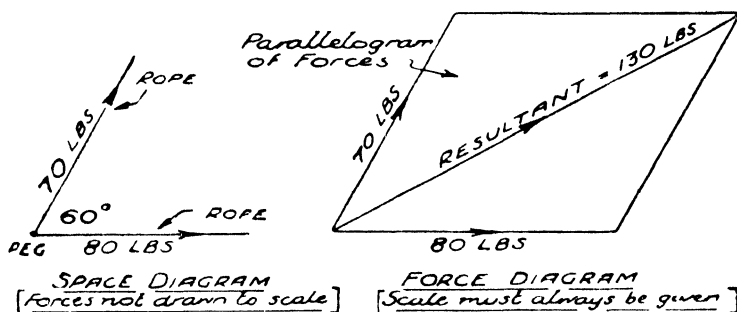 Parallelogram
of Forces
70 LBS
ROPE
60°
ROPE
PEG
80 LBS
SPACE DIAGRAM
[Forces not drawn to scale]
70 LBS
RESULTANT = 130 LBS
80 LBS
FORCE DIAGRAM
[Scale must always be given]